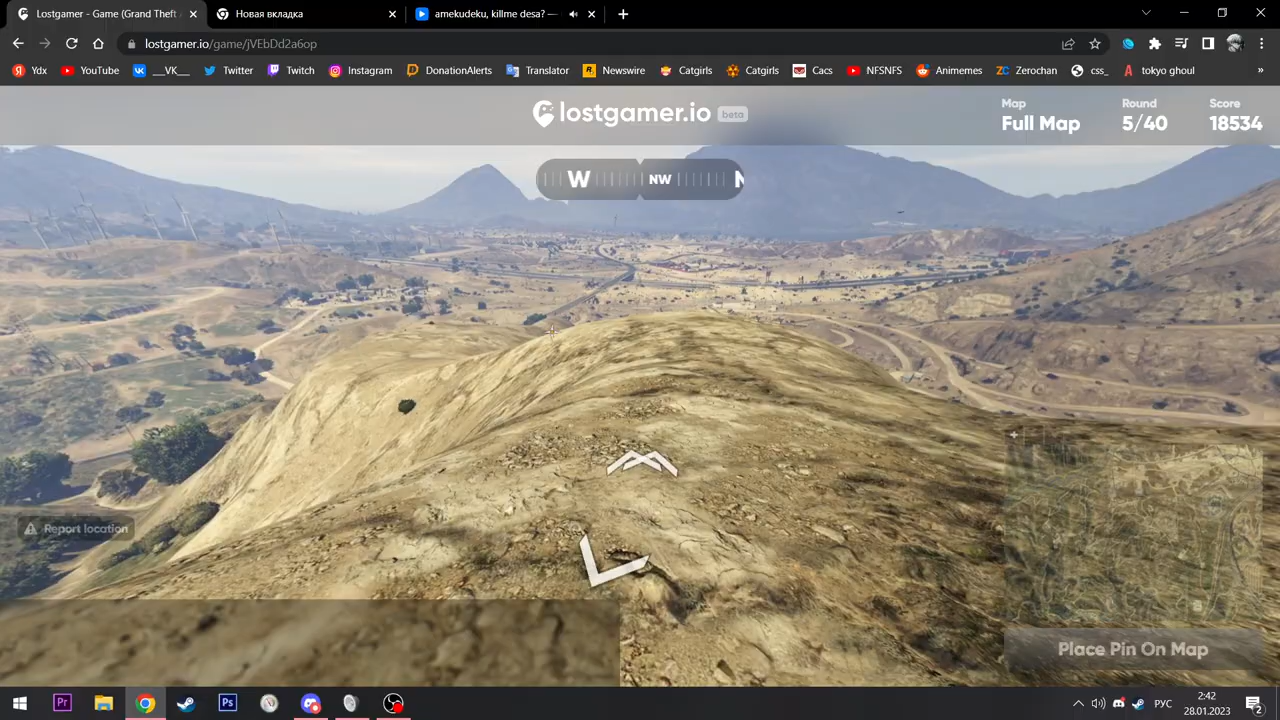 Lostgamer - Game (Grand Theft
Новая вкладка
amekudeku, killme desa? —
lostgamer.io/game/jVEbDd2a6op
Ydx
YouTube
__VK__
Twitter
Twitch
Instagram
DonationAlerts
Translator
Newswire
Catgirls
Catgirls
Cacs
NFSNFS
Animemes
Zerochan
css_
tokyo ghoul
»
lostgamer.io beta
Map
Full Map
Round
5/40
Score
18534
W
NW
N
Report location
Place Pin On Map
РУС
2:42
28.01.2023
2